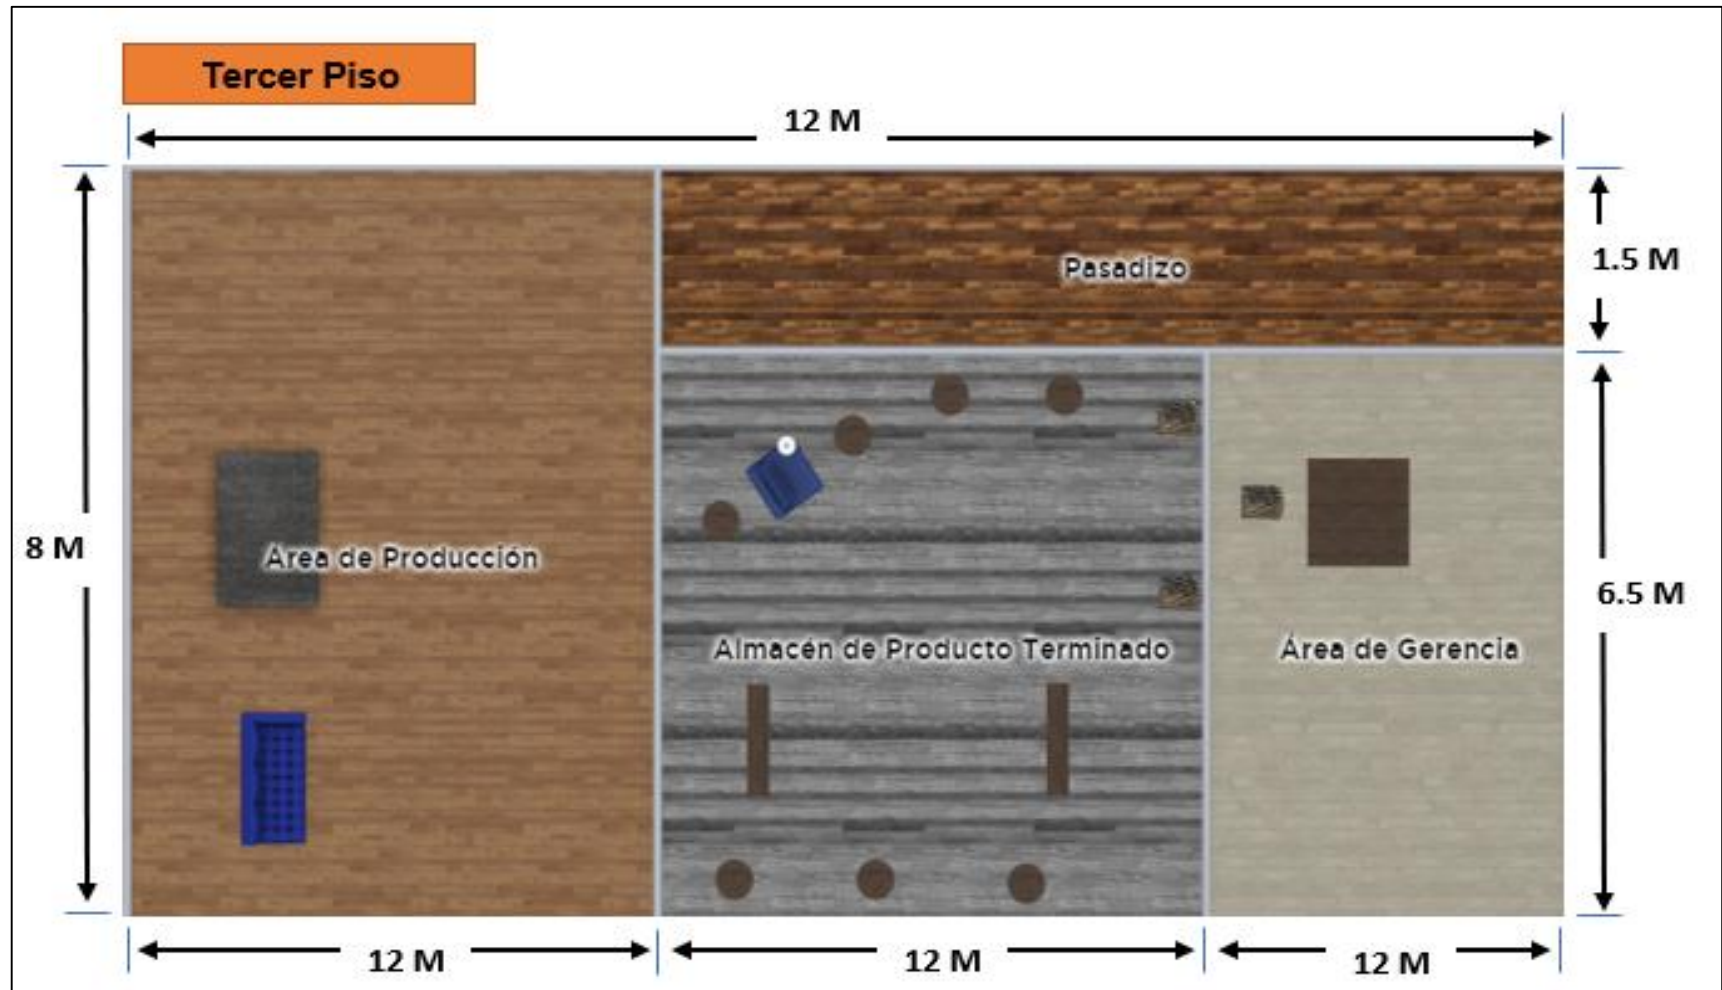 Tercer Piso
12 M
Pasadizo
1.5 M
8 M
Área de Producción
6.5 M
Almacén de Producto Terminado
Área de Gerencia
12 M
12 M
12 M